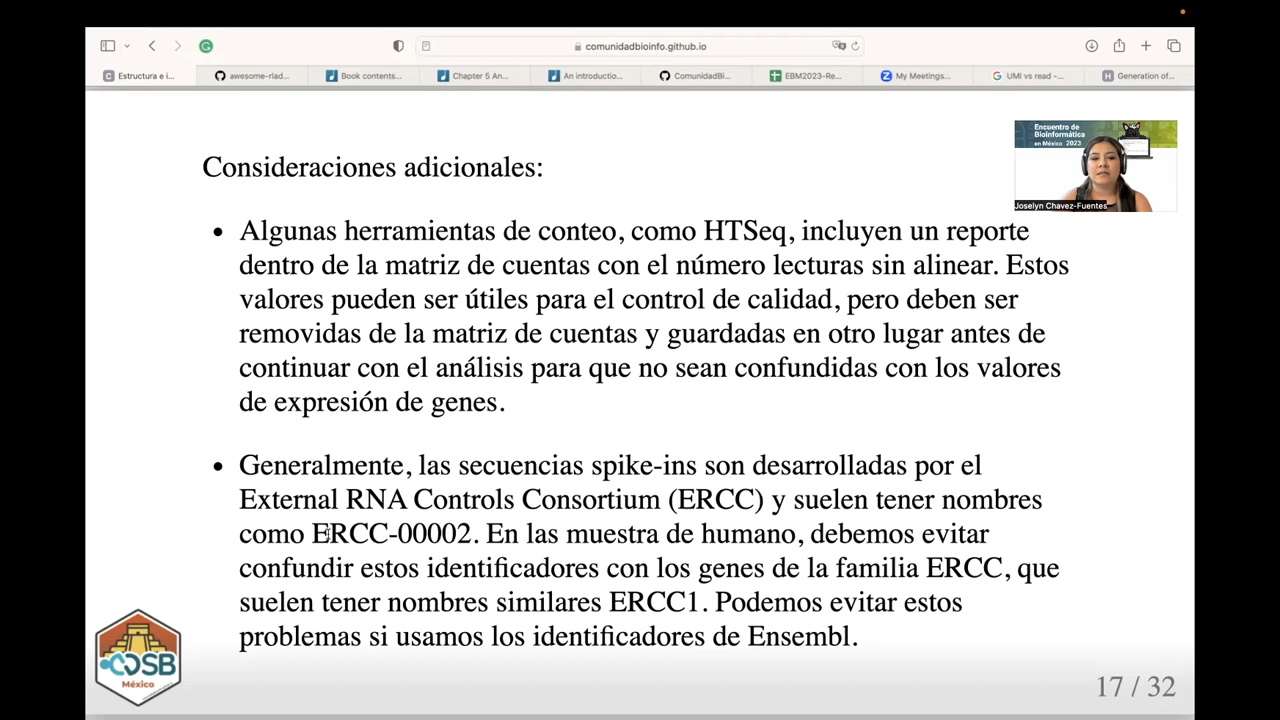 comunidadbioinfo.github.io
Estructura e i...
awesome-rlad...
Book contents...
Chapter 5 An...
An introductio...
ComunidadBi...
EBM2023-Re...
My Meetings...
UMI vs read -...
Generation of...
Encuentro de
Bioinformática
en México 2023
Joselyn Chavez-Fuentes
Consideraciones adicionales:
• Algunas herramientas de conteo, como HTSeq, incluyen un reporte
dentro de la matriz de cuentas con el número lecturas sin alinear. Estos
valores pueden ser útiles para el control de calidad, pero deben ser
removidas de la matriz de cuentas y guardadas en otro lugar antes de
continuar con el análisis para que no sean confundidas con los valores
de expresión de genes.
• Generalmente, las secuencias spike-ins son desarrolladas por el
External RNA Controls Consortium (ERCC) y suelen tener nombres
como ERCC-00002. En las muestra de humano, debemos evitar
confundir estos identificadores con los genes de la familia ERCC, que
suelen tener nombres similares ERCC1. Podemos evitar estos
problemas si usamos los identificadores de Ensembl.
CDSB
México
17 / 32